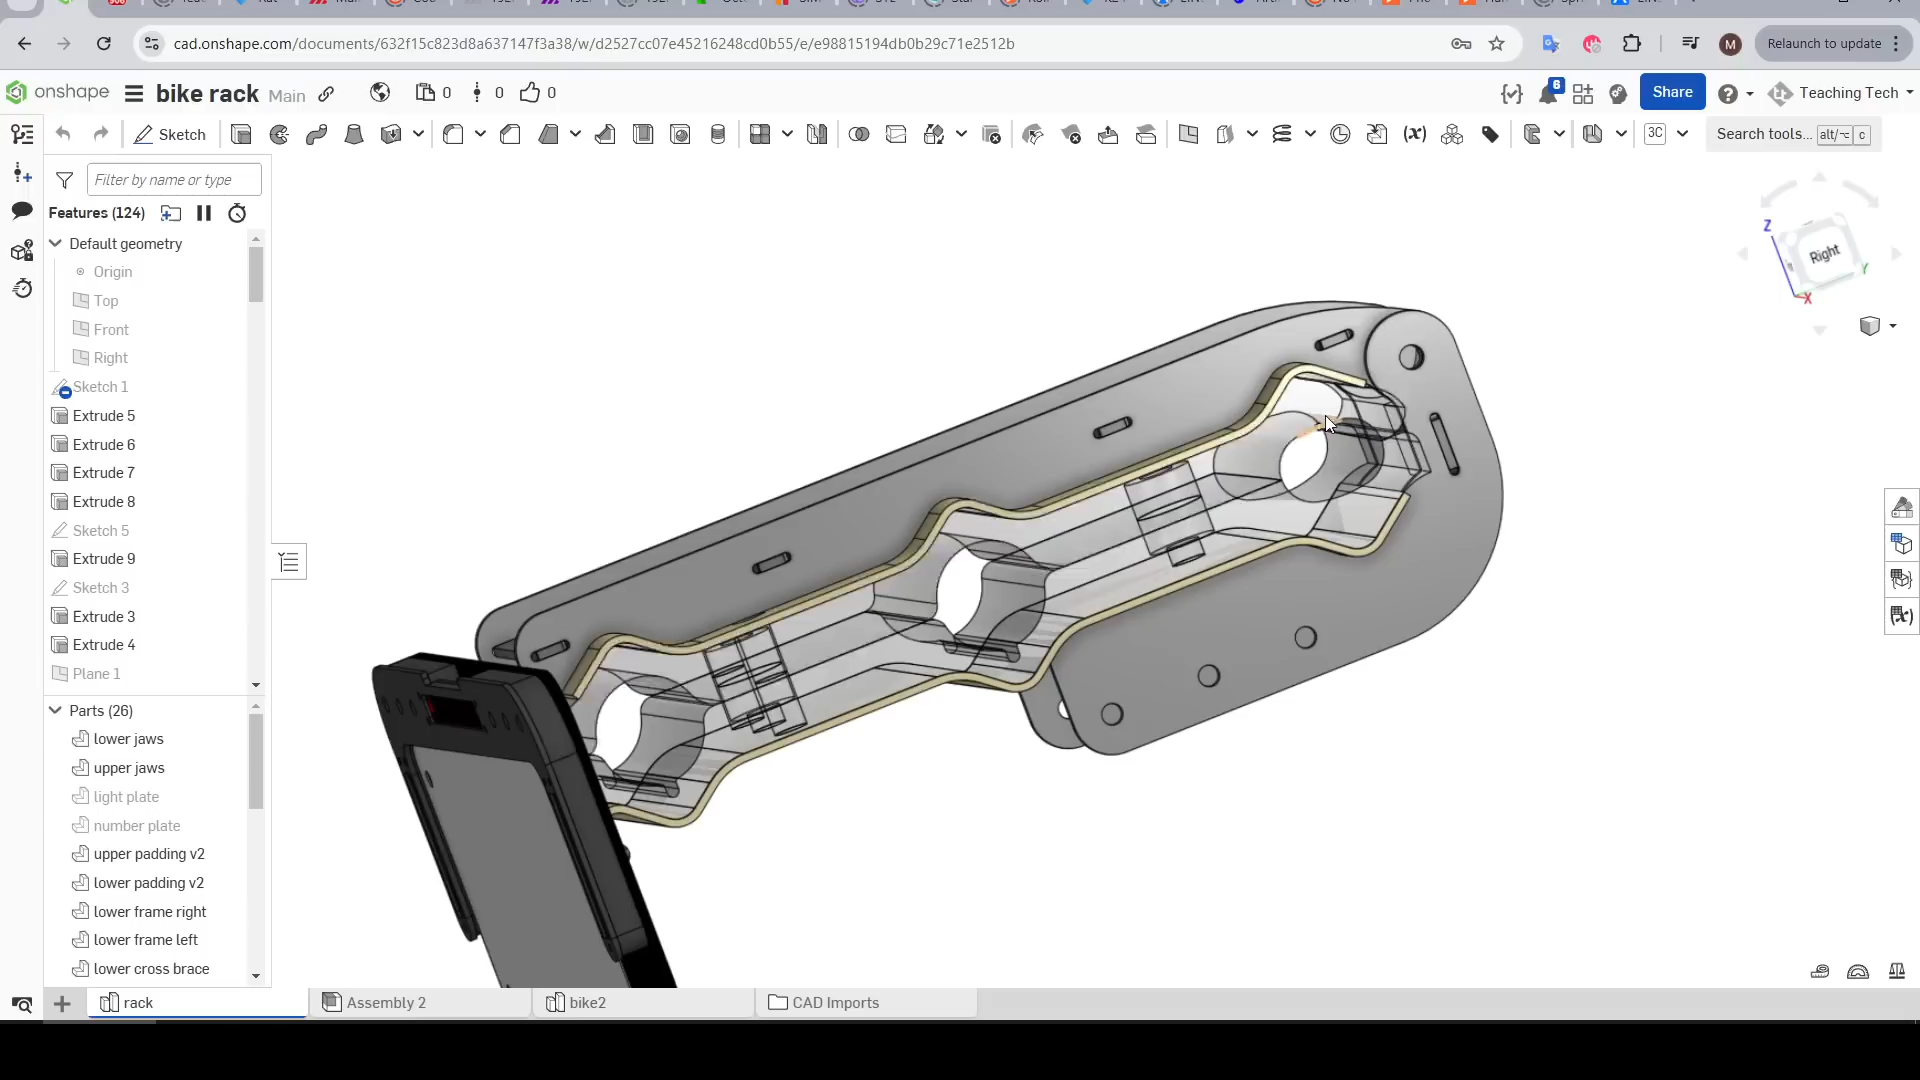 cad.onshape.com/documents/632f15c823d8a637147f3a38/w/d2527cc07e45216248cd0b55/e/e98815194db0b29c71e2512b
M
Relaunch to update
onshape
bike rack Main
0
0
0
6
Share
Teaching Tech
Sketch
3C
Search tools... alt/⌥ c
Filter by name or type
Features (124)
Default geometry
Origin
Top
Front
Right
Sketch 1
Extrude 5
Extrude 6
Extrude 7
Extrude 8
Sketch 5
Extrude 9
Sketch 3
Extrude 3
Extrude 4
Plane 1
Parts (26)
lower jaws
upper jaws
light plate
number plate
upper padding v2
lower padding v2
lower frame right
lower frame left
lower cross brace
Z
Right
Y
X
rack
Assembly 2
bike2
CAD Imports